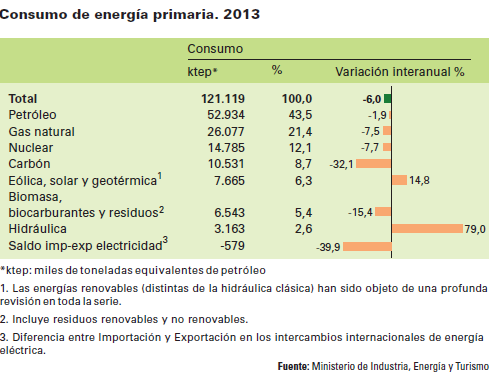 Consumo de energía primaria. 2013
Consumo
ktep* % Variación interanual %
Total 121.119 100,0 -6,0
Petróleo 52.934 43,5 -1,9
Gas natural 26.077 21,4 -7,5
Nuclear 14.785 12,1 -7,7
Carbón 10.531 8,7 -32,1
Eólica, solar y geotérmica1 7.665 6,3 14,8
Biomasa,
biocarburantes y residuos2 6.543 5,4 -15,4
Hidráulica 3.163 2,6 79,0
Saldo imp-exp electricidad3 -579 -39,9
*ktep: miles de toneladas equivalentes de petróleo
1. Las energías renovables (distintas de la hidráulica clásica) han sido objeto de una profunda
revisión en toda la serie.
2. Incluye residuos renovables y no renovables.
3. Diferencia entre Importación y Exportación en los intercambios internacionales de energía
eléctrica.
Fuente: Ministerio de Industria, Energía y Turismo